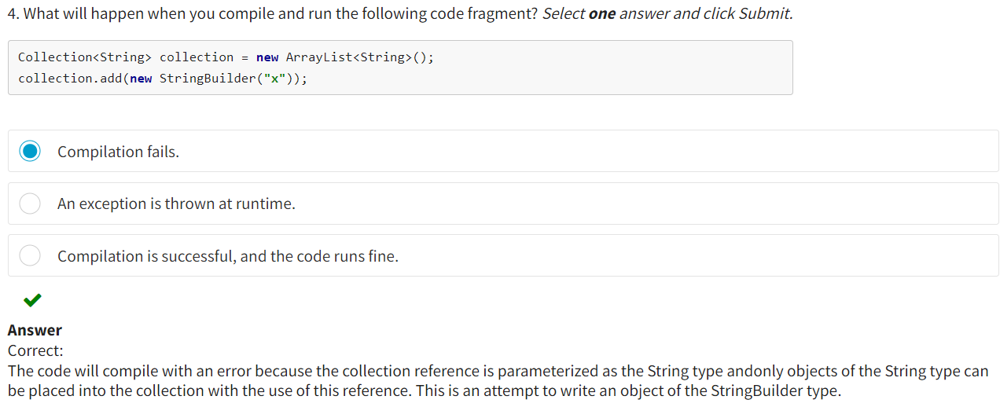 4. What will happen when you compile and run the following code fragment? Select one answer and click Submit.
Collection<String> collection = new ArrayList<String>();
collection.add(new StringBuilder("x"));
Compilation fails.
An exception is thrown at runtime.
Compilation is successful, and the code runs fine.
Answer
Correct:
The code will compile with an error because the collection reference is parameterized as the String type andonly objects of the String type can
be placed into the collection with the use of this reference. This is an attempt to write an object of the StringBuilder type.